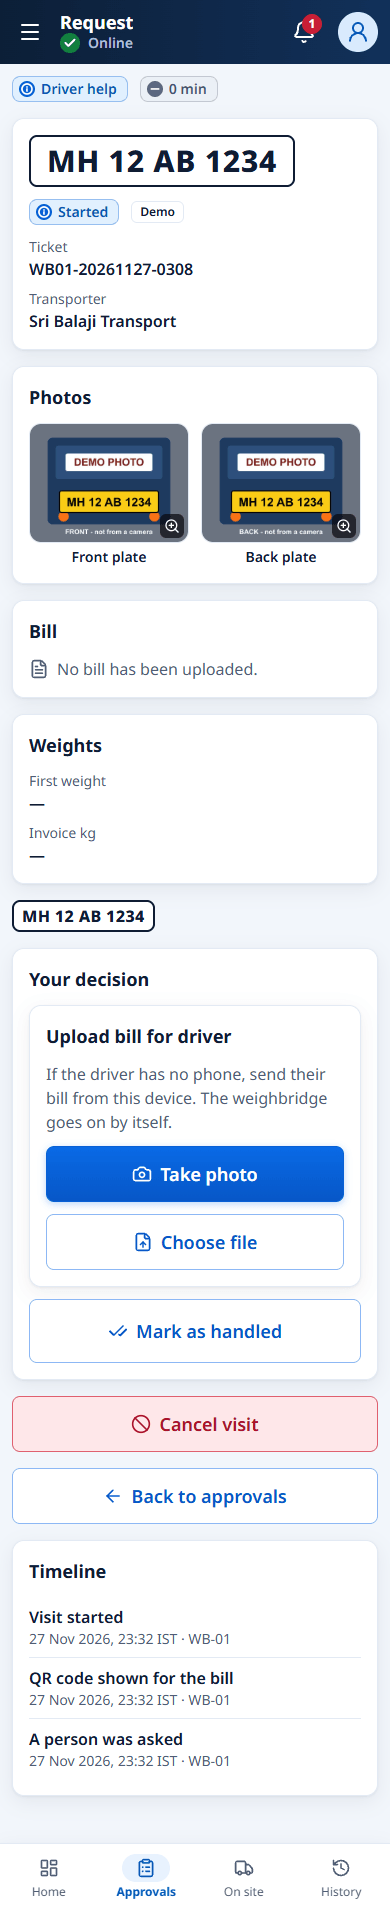 Request
Online
1
Driver help
0 min
MH 12 AB 1234
Started
Demo
Ticket
WB01-20261127-0308
Transporter
Sri Balaji Transport
Photos
DEMO PHOTO
MH 12 AB 1234
FRONT - not from a camera
DEMO PHOTO
MH 12 AB 1234
BACK - not from a camera
Front plate
Back plate
Bill
No bill has been uploaded.
Weights
First weight
—
Invoice kg
—
MH 12 AB 1234
Your decision
Upload bill for driver
If the driver has no phone, send their
bill from this device. The weighbridge
goes on by itself.
Take photo
Choose file
Mark as handled
Cancel visit
Back to approvals
Timeline
Visit started
27 Nov 2026, 23:32 IST · WB-01
QR code shown for the bill
27 Nov 2026, 23:32 IST · WB-01
A person was asked
27 Nov 2026, 23:32 IST · WB-01
Home
Approvals
On site
History